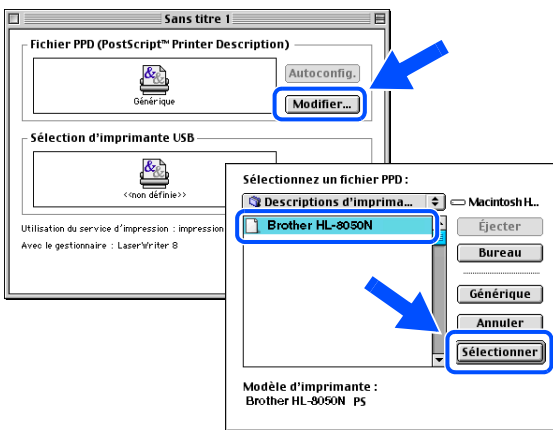 Sans titre 1
Fichier PPD (PostScript™ Printer Description)
Générique
Autoconfig.
Modifier...
Sélection d'imprimante USB
<<non définie>>
Utilisation du service d'impression : impression
Avec le gestionnaire : LaserWriter 8
Sélectionnez un fichier PPD :
Descriptions d'imprima...
Macintosh H...
Brother HL-8050N
Éjecter
Bureau
Générique
Annuler
Sélectionner
Modèle d'imprimante :
Brother HL-8050N PS